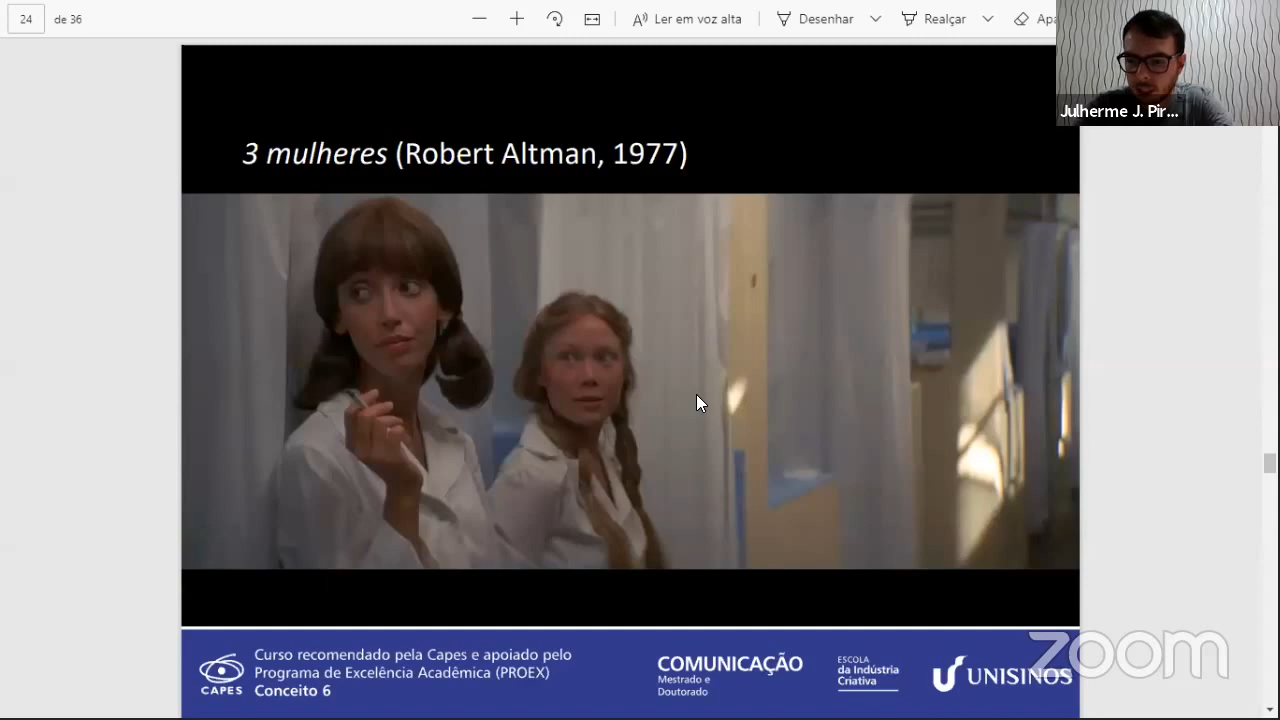 24 de 36
Ler em voz alta
Desenhar
Realçar
Apa
Julherme J. Pir...
3 mulheres (Robert Altman, 1977)
zoom
CAPES
Curso recomendado pela Capes e apoiado pelo
Programa de Excelência Acadêmica (PROEX)
Conceito 6
COMUNICAÇÃO
Mestrado e
Doutorado
ESCOLA
da Indústria
Criativa
UNISINOS